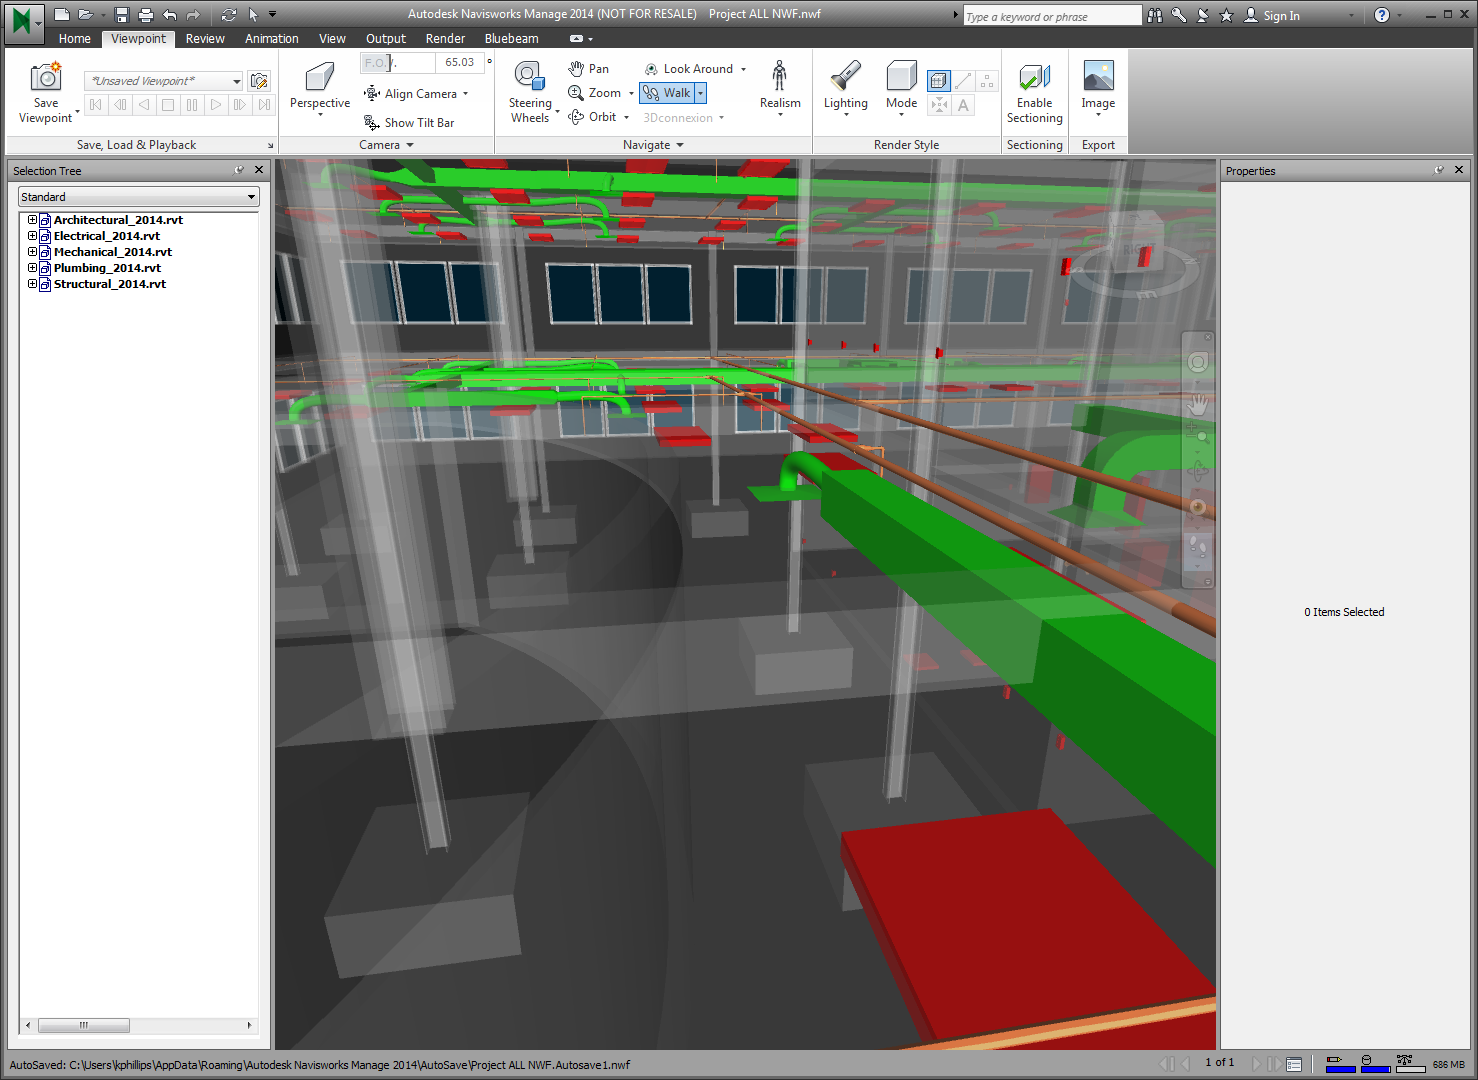 Autodesk Navisworks Manage 2014 (NOT FOR RESALE) Project ALL NWF.nwf
Type a keyword or phrase
Sign In
Home Viewpoint Review Animation View Output Render Bluebeam
Save Viewpoint
*Unsaved Viewpoint*
Save, Load & Playback
Perspective
F.O.V.
65.03 °
Align Camera
Show Tilt Bar
Camera
Steering Wheels
Pan
Zoom
Orbit
Look Around
Walk
3Dconnexion
Realism
Navigate
Lighting
Mode
A
Render Style
Enable Sectioning
Sectioning
Image
Export
Selection Tree
Standard
Architectural_2014.rvt
Electrical_2014.rvt
Mechanical_2014.rvt
Plumbing_2014.rvt
Structural_2014.rvt
RIGHT
Properties
0 Items Selected
AutoSaved: C:\Users\kphillips\AppData\Roaming\Autodesk Navisworks Manage 2014\AutoSave\Project ALL NWF.Autosave1.nwf
1 of 1
686 MB